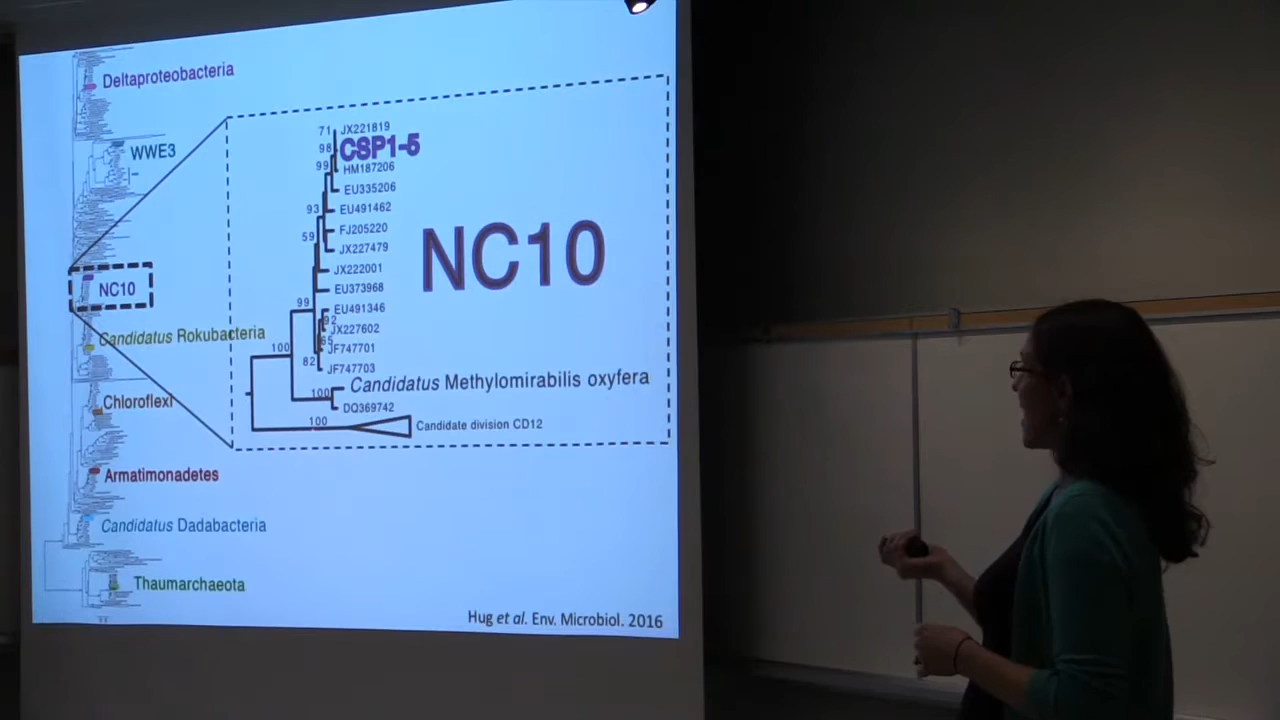 Deltaproteobacteria
WWE3
NC10
Candidatus Rokubacteria
Chloroflexi
Armatimonadetes
Candidatus Dadabacteria
Thaumarchaeota
71
JX221819
98
CSP1-5
99
HM187206
EU335206
93
EU491462
FJ205220
59
JX227479
JX222001
EU373968
99
EU491346
92
JX227602
65
JF747701
100
82
JF747703
100
Candidatus Methylomirabilis oxyfera
DQ369742
100
Candidate division CD12
NC10
Hug et al. Env. Microbiol. 2016